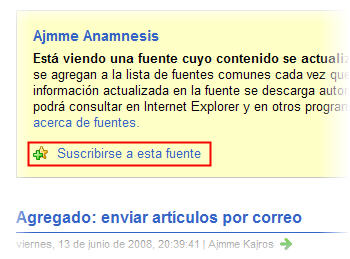 Ajmme Anamnesis
Está viendo una fuente cuyo contenido se actualiz
se agregan a la lista de fuentes comunes cada vez que
información actualizada en la fuente se descarga auto
podrá consultar en Internet Explorer y en otros progra
acerca de fuentes.
Suscribirse a esta fuente
Agregado: enviar artículos por correo
viernes, 13 de junio de 2008, 20:39:41 | Ajmme Kajros